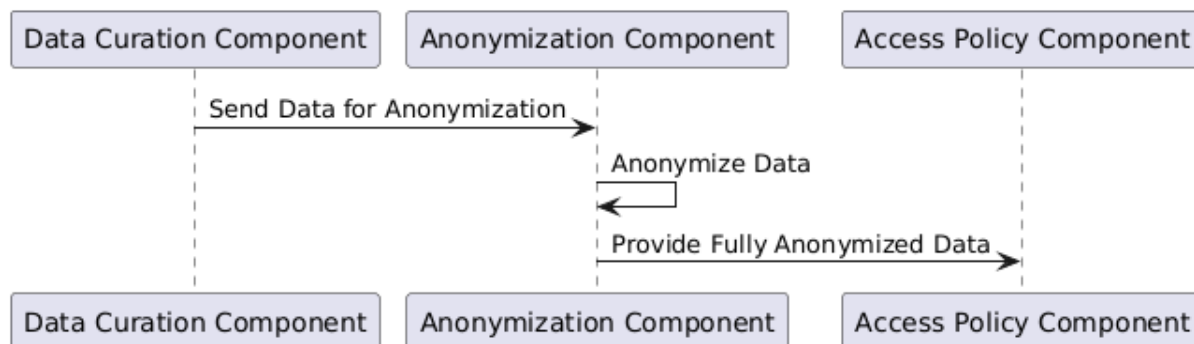 Data Curation Component
Anonymization Component
Access Policy Component
Send Data for Anonymization
Anonymize Data
Provide Fully Anonymized Data
Data Curation Component
Anonymization Component
Access Policy Component